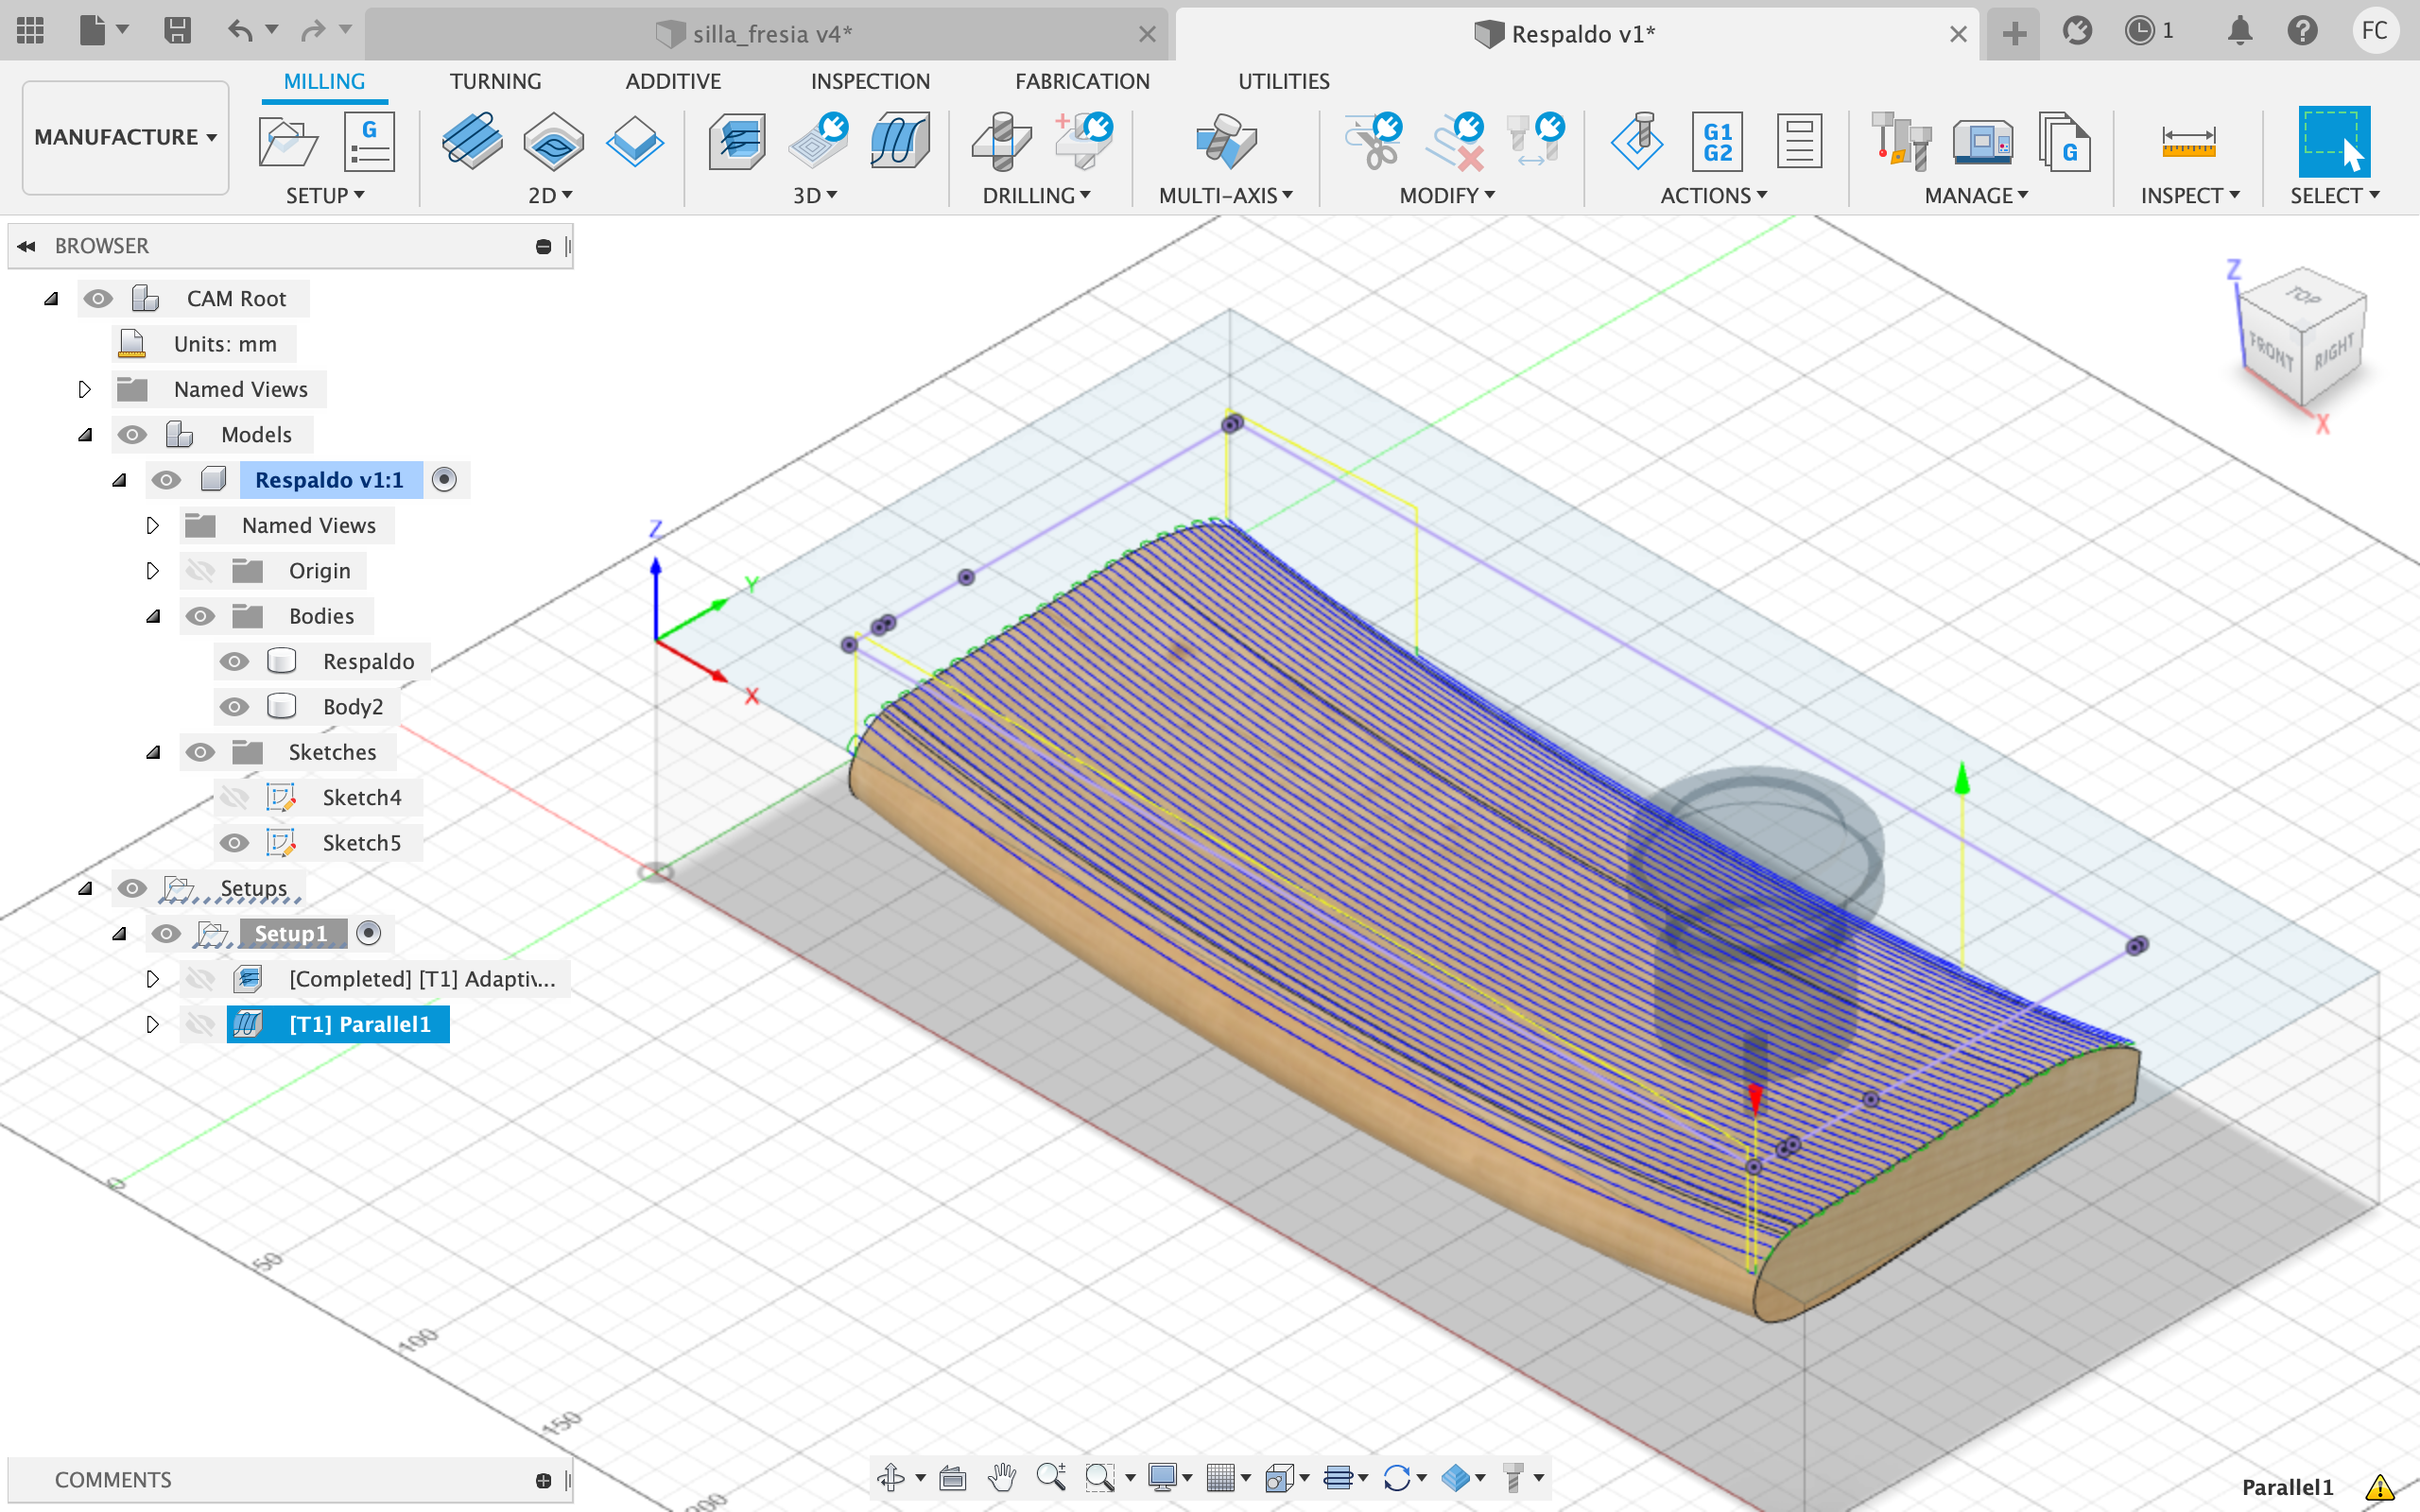 silla_fresia v4*
Respaldo v1*
1
FC
MANUFACTURE
MILLING
TURNING
ADDITIVE
INSPECTION
FABRICATION
UTILITIES
G
G1
G2
G
SETUP
2D
3D
DRILLING
MULTI-AXIS
MODIFY
ACTIONS
MANAGE
INSPECT
SELECT
BROWSER
CAM Root
Units: mm
Named Views
Models
Respaldo v1:1
Named Views
Origin
Bodies
Respaldo
Body2
Sketches
Sketch4
Sketch5
Setups
Setup1
[Completed] [T1] Adaptiv...
[T1] Parallel1
Z
Y
X
Z
TOP
FRONT
RIGHT
X
0
50
100
150
200
COMMENTS
Parallel1